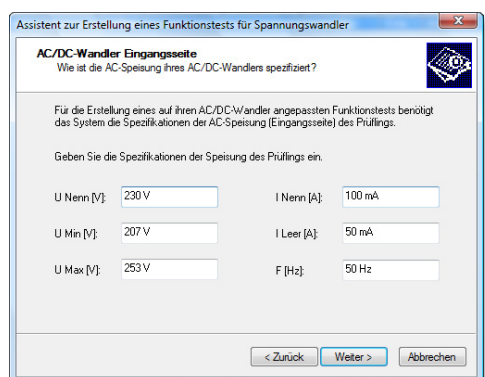 Assistent zur Erstellung eines Funktionstests für Spannungswandler
AC/DC-Wandler Eingangsseite
Wie ist die AC-Speisung ihres AC/DC-Wandlers spezifiziert?
Für die Erstellung eines auf ihren AC/DC-Wandler angepassten Funktionstests benötigt
das System die Spezifikationen der AC-Speisung (Eingangsseite) des Prüflings.
Geben Sie die Spezifikationen der Speisung des Prüflings ein.
U Nenn [V]: 230 V I Nenn [A]: 100 mA
U Min [V]: 207 V I Leer [A]: 50 mA
U Max [V]: 253 V F [Hz]: 50 Hz
< Zurück Weiter > Abbrechen